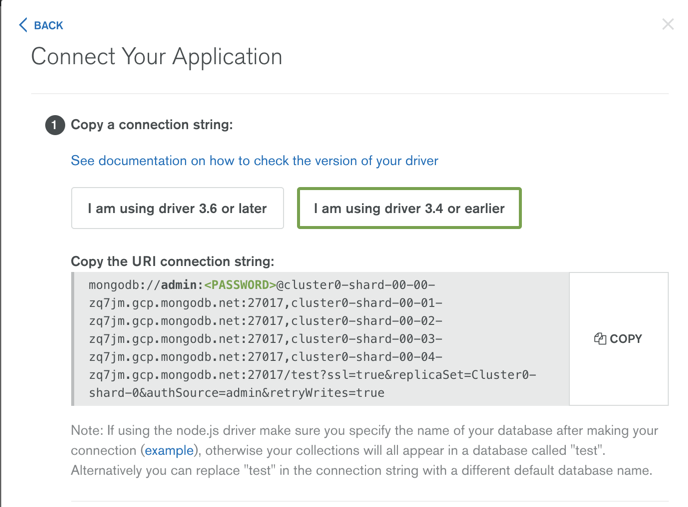 BACK
Connect Your Application
1 Copy a connection string:
See documentation on how to check the version of your driver
I am using driver 3.6 or later I am using driver 3.4 or earlier
Copy the URI connection string:
mongodb://admin:<PASSWORD>@cluster0-shard-00-00-
zq7jm.gcp.mongodb.net:27017,cluster0-shard-00-01-
zq7jm.gcp.mongodb.net:27017,cluster0-shard-00-02-
zq7jm.gcp.mongodb.net:27017,cluster0-shard-00-03-
zq7jm.gcp.mongodb.net:27017,cluster0-shard-00-04-
zq7jm.gcp.mongodb.net:27017/test?ssl=true&replicaSet=Cluster0-
shard-0&authSource=admin&retryWrites=true
COPY
Note: If using the node.js driver make sure you specify the name of your database after making your
connection (example), otherwise your collections will all appear in a database called "test".
Alternatively you can replace "test" in the connection string with a different default database name.